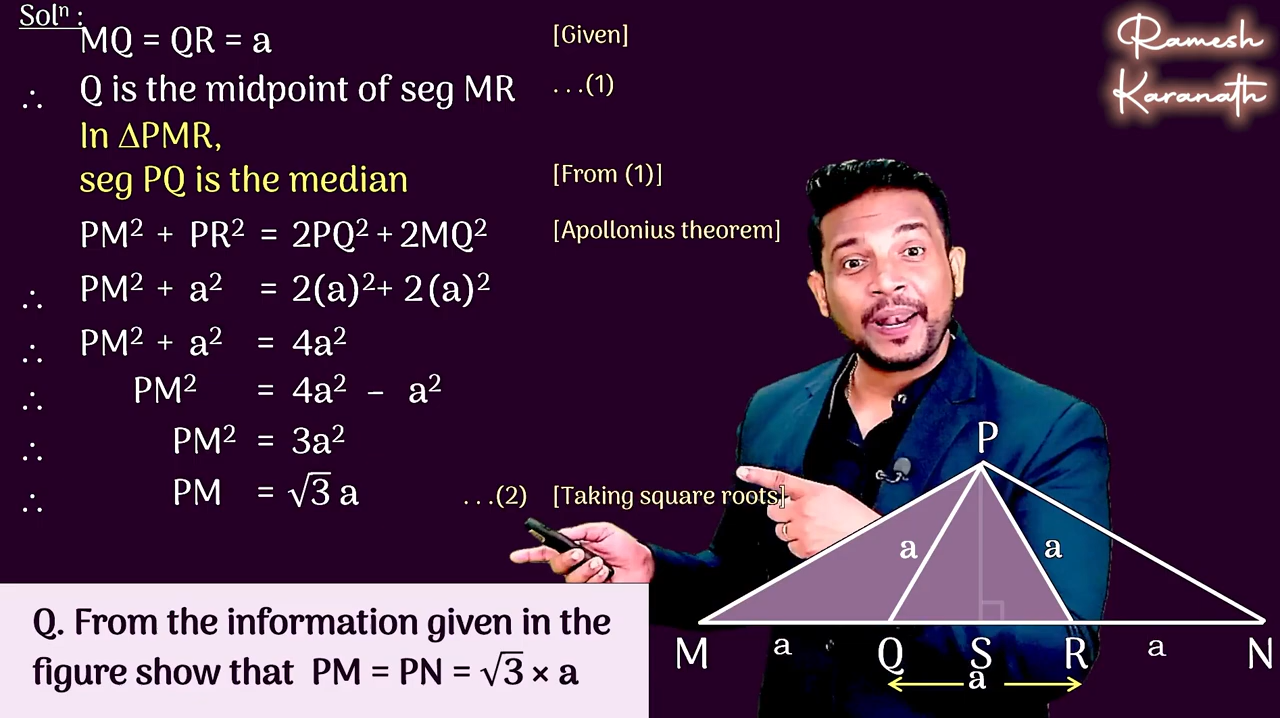 Solⁿ :
MQ = QR = a [Given]
∴ Q is the midpoint of seg MR ...(1)
In ΔPMR,
seg PQ is the median [From (1)]
PM² + PR² = 2PQ² + 2MQ² [Apollonius theorem]
∴ PM² + a² = 2(a)² + 2(a)²
∴ PM² + a² = 4a²
∴ PM² = 4a² – a²
∴ PM² = 3a²
∴ PM = √3 a ...(2) [Taking square roots]
Q. From the information given in the
figure show that PM = PN = √3 × a
Ramesh
Karanath
P
a a
M a Q S R a N
a